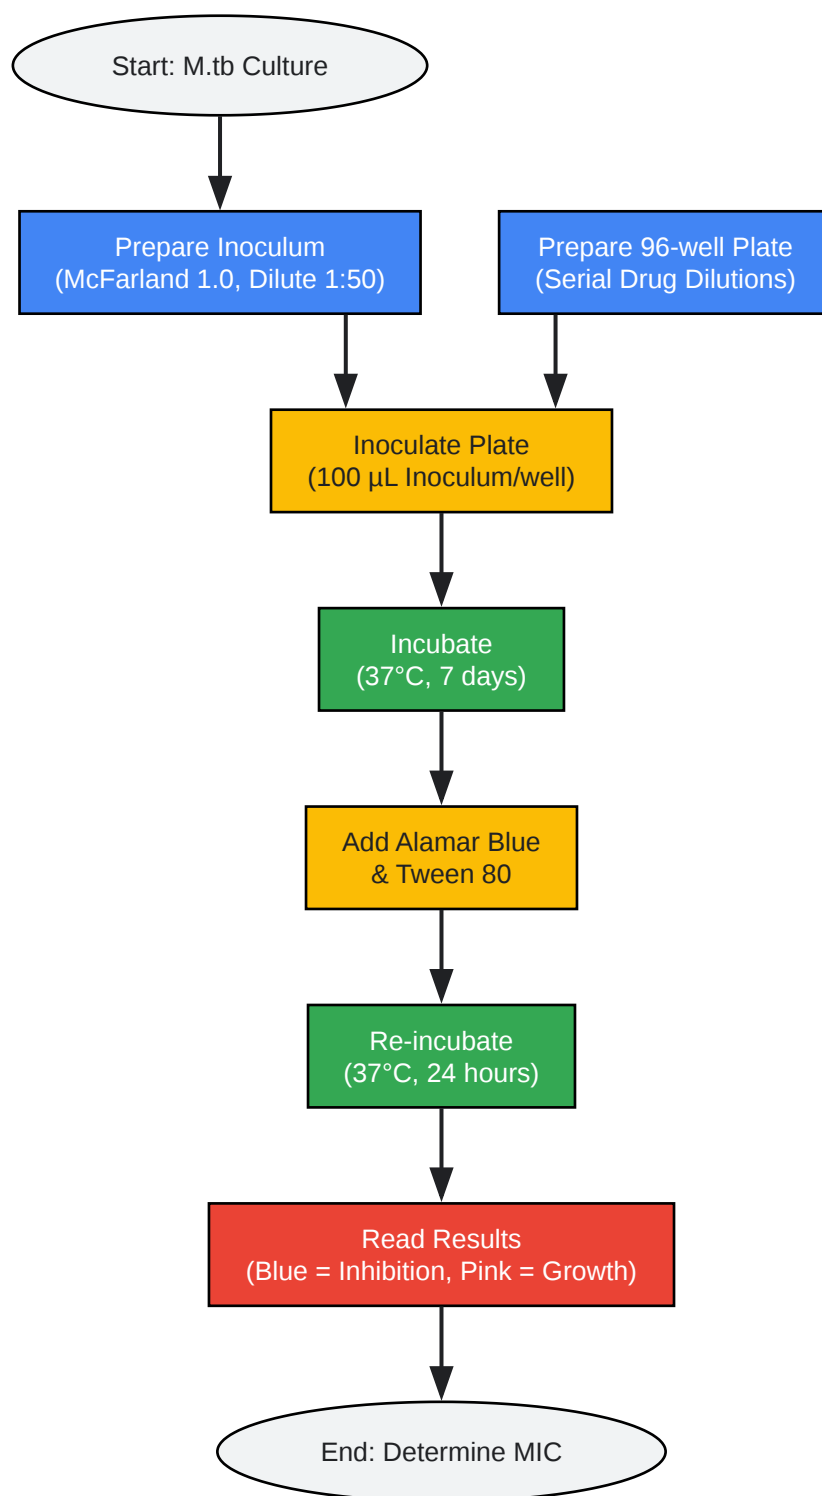 Start: M.tb Culture
Prepare Inoculum
(McFarland 1.0, Dilute 1:50)
Prepare 96-well Plate
(Serial Drug Dilutions)
Inoculate Plate
(100 µL Inoculum/well)
Incubate
(37°C, 7 days)
Add Alamar Blue
& Tween 80
Re-incubate
(37°C, 24 hours)
Read Results
(Blue = Inhibition, Pink = Growth)
End: Determine MIC